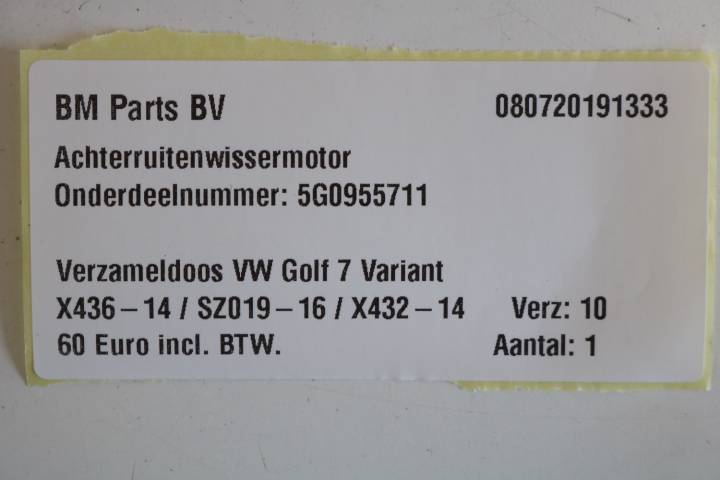 BM Parts BV 080720191333
Achterruitenwissermotor
Onderdeelnummer: 5G0955711
Verzameldoos VW Golf 7 Variant
X436 – 14 / SZ019 – 16 / X432 – 14 Verz: 10
60 Euro incl. BTW. Aantal: 1